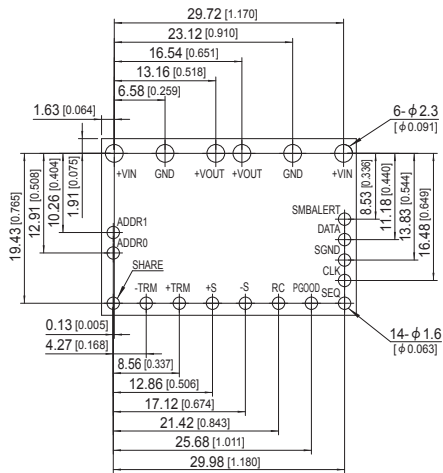 29.72 [1.170]
23.12 [0.910]
16.54 [0.651]
13.16 [0.518]
6.58 [0.259]
1.63 [0.064]
6-φ2.3
[φ0.091]
19.43 [0.765]
12.91 [0.508]
10.26 [0.404]
1.91 [0.075]
+VIN
GND
+VOUT
+VOUT
GND
+VIN
8.53 [0.336]
11.18 [0.440]
13.83 [0.544]
16.48 [0.649]
ADDR1
ADDR0
SHARE
SMBALERT
DATA
SGND
CLK
SEQ
-TRM
+TRM
+S
-S
RC
PGOOD
0.13 [0.005]
4.27 [0.168]
8.56 [0.337]
12.86 [0.506]
17.12 [0.674]
21.42 [0.843]
25.68 [1.011]
29.98 [1.180]
14-φ1.6
[φ0.063]